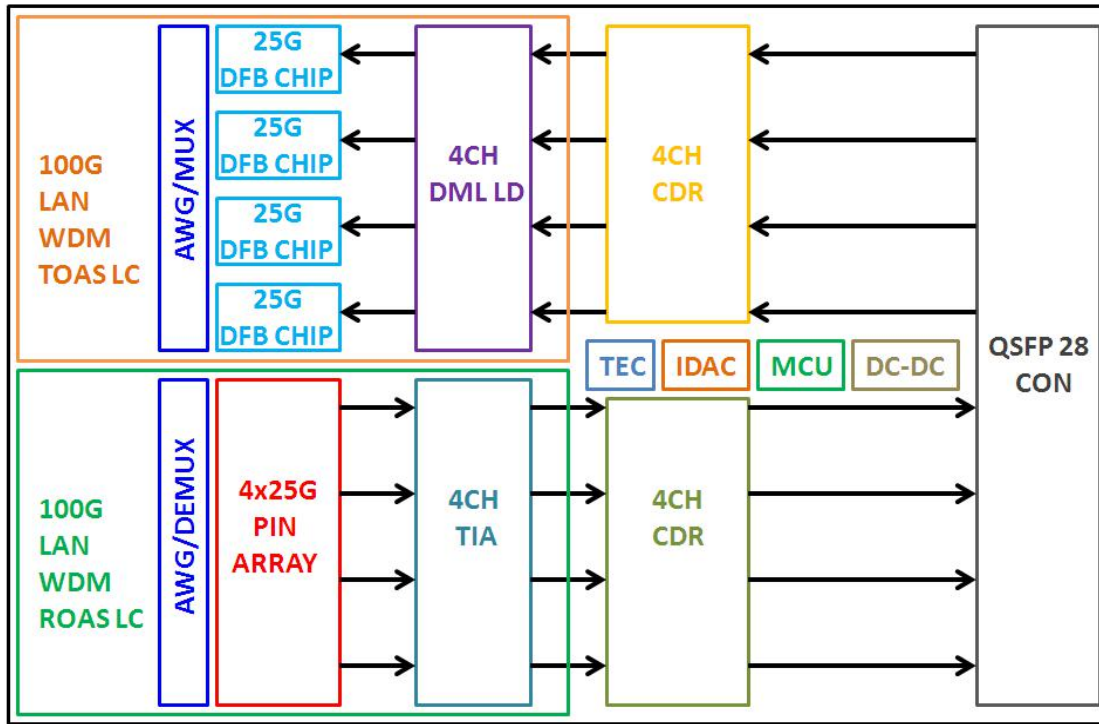 100G
LAN
WDM
TOAS LC
AWG/MUX
25G
DFB CHIP
25G
DFB CHIP
25G
DFB CHIP
25G
DFB CHIP
4CH
DML LD
4CH
CDR
QSFP 28
CON
TEC
IDAC
MCU
DC-DC
100G
LAN
WDM
ROAS LC
AWG/DEMUX
4x25G
PIN
ARRAY
4CH
TIA
4CH
CDR